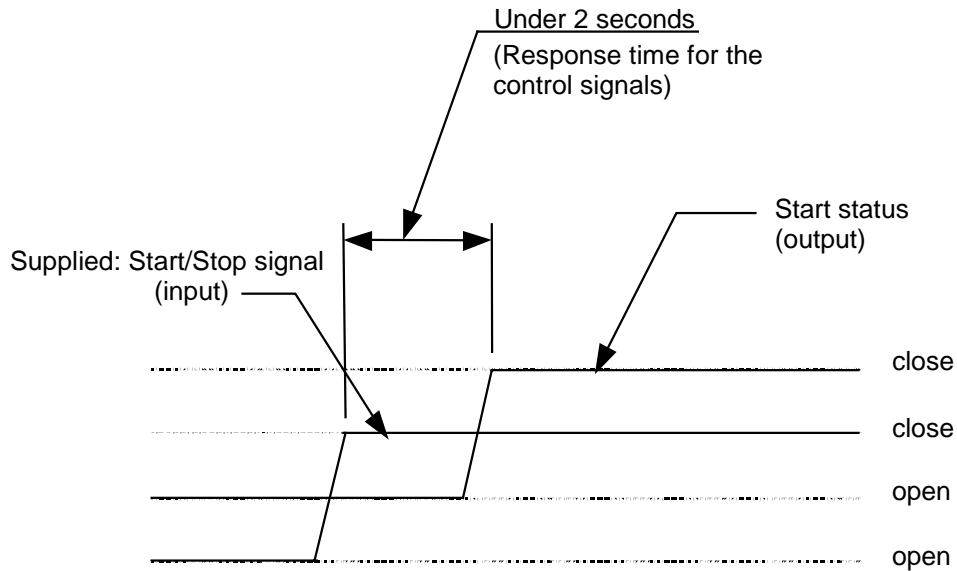 Under 2 seconds
(Response time for the
control signals)
Start status
(output)
Supplied: Start/Stop signal
(input)
close
close
open
open